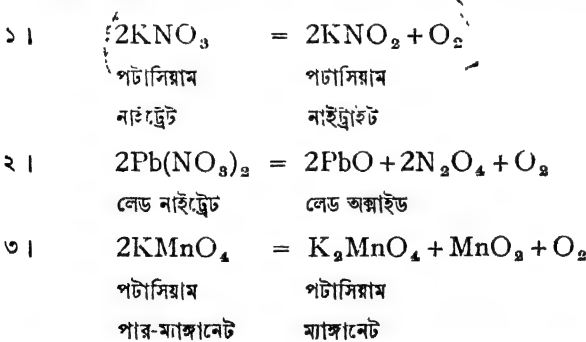 ১। 2KNO₃ = 2KNO₂ + O₂
পটাসিয়াম পটাসিয়াম
নাইট্রেট নাইট্রাইট
২। 2Pb(NO₃)₂ = 2PbO + 2N₂O₄ + O₂
লেড নাইট্রেট লেড অক্সাইড
৩। 2KMnO₄ = K₂MnO₄ + MnO₂ + O₂
পটাসিয়াম পটাসিয়াম
পার-ম্যাঙ্গানেট ম্যাঙ্গানেট